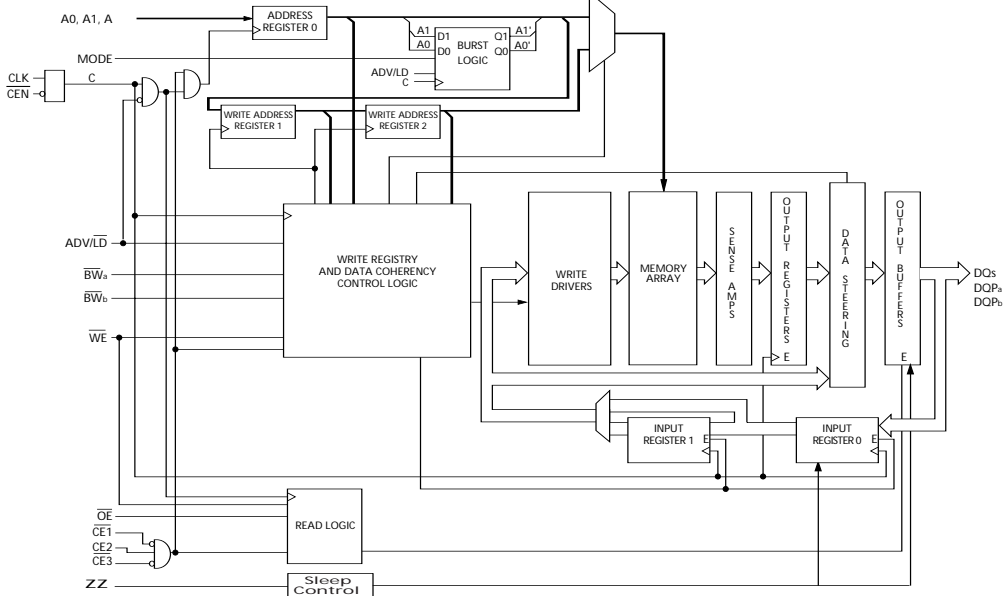 A0, A1, A
ADDRESS
REGISTER 0
A1
A0
D1
D0
BURST
LOGIC
Q1
Q0
A1'
A0'
MODE
ADV/LD
C
CLK
CEN
C
WRITE ADDRESS
REGISTER 1
WRITE ADDRESS
REGISTER 2
ADV/LD
BWa
BWb
WE
WRITE REGISTRY
AND DATA COHERENCY
CONTROL LOGIC
WRITE
DRIVERS
MEMORY
ARRAY
SENSE
AMPS
OUTPUT
REGISTERS
E
DATA
STEERING
OUTPUT
BUFFERS
E
DQs
DQPa
DQPb
INPUT
REGISTER 1
E
INPUT
REGISTER 0
E
OE
CE1
CE2
CE3
READ LOGIC
ZZ
Sleep
Control